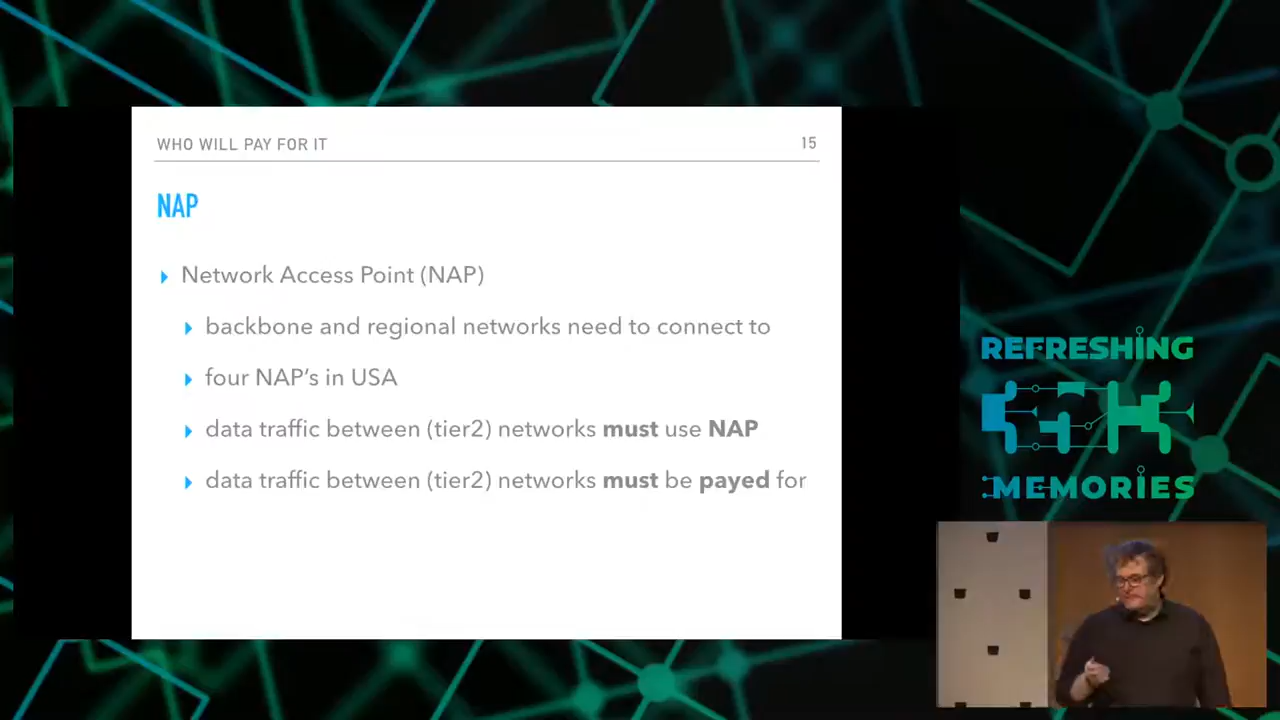 WHO WILL PAY FOR IT 15
NAP
Network Access Point (NAP)
backbone and regional networks need to connect to
four NAP's in USA
data traffic between (tier2) networks must use NAP
data traffic between (tier2) networks must be payed for
REFRESHING
MEMORIES